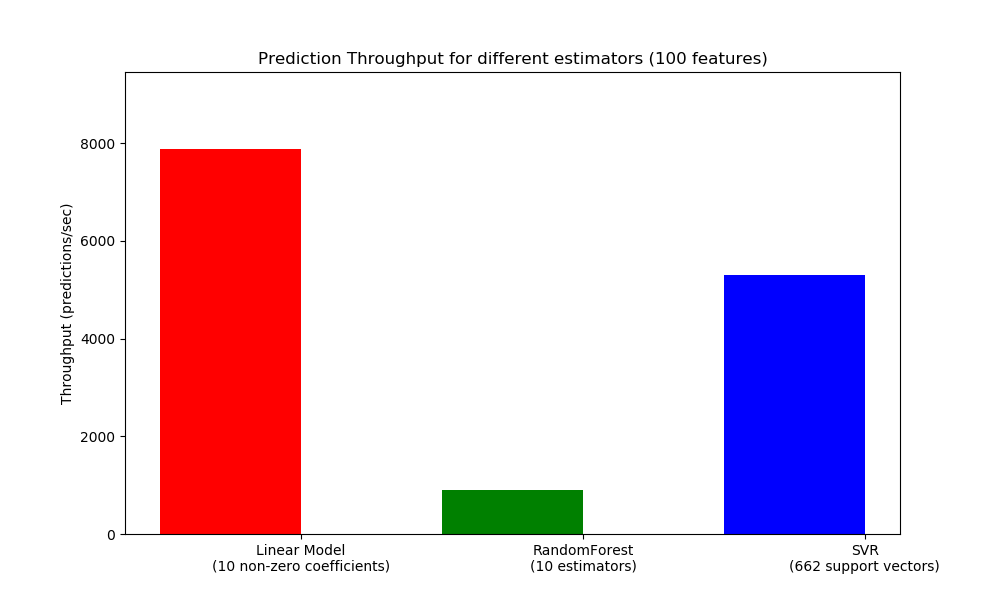 Prediction Throughput for different estimators (100 features)
Throughput (predictions/sec)
8000
6000
4000
2000
0
Linear Model
(10 non-zero coefficients)
RandomForest
(10 estimators)
SVR
(662 support vectors)